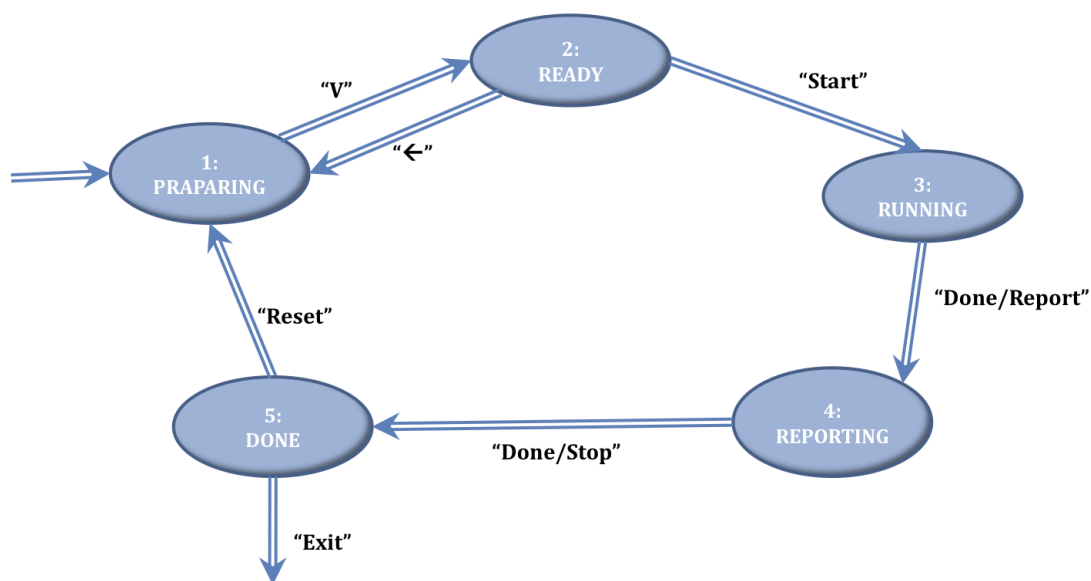 2:
READY
“V”
“Start”
“←”
1:
PRAPARING
3:
RUNNING
“Done/Report”
“Reset”
4:
REPORTING
5:
DONE
“Done/Stop”
“Exit”